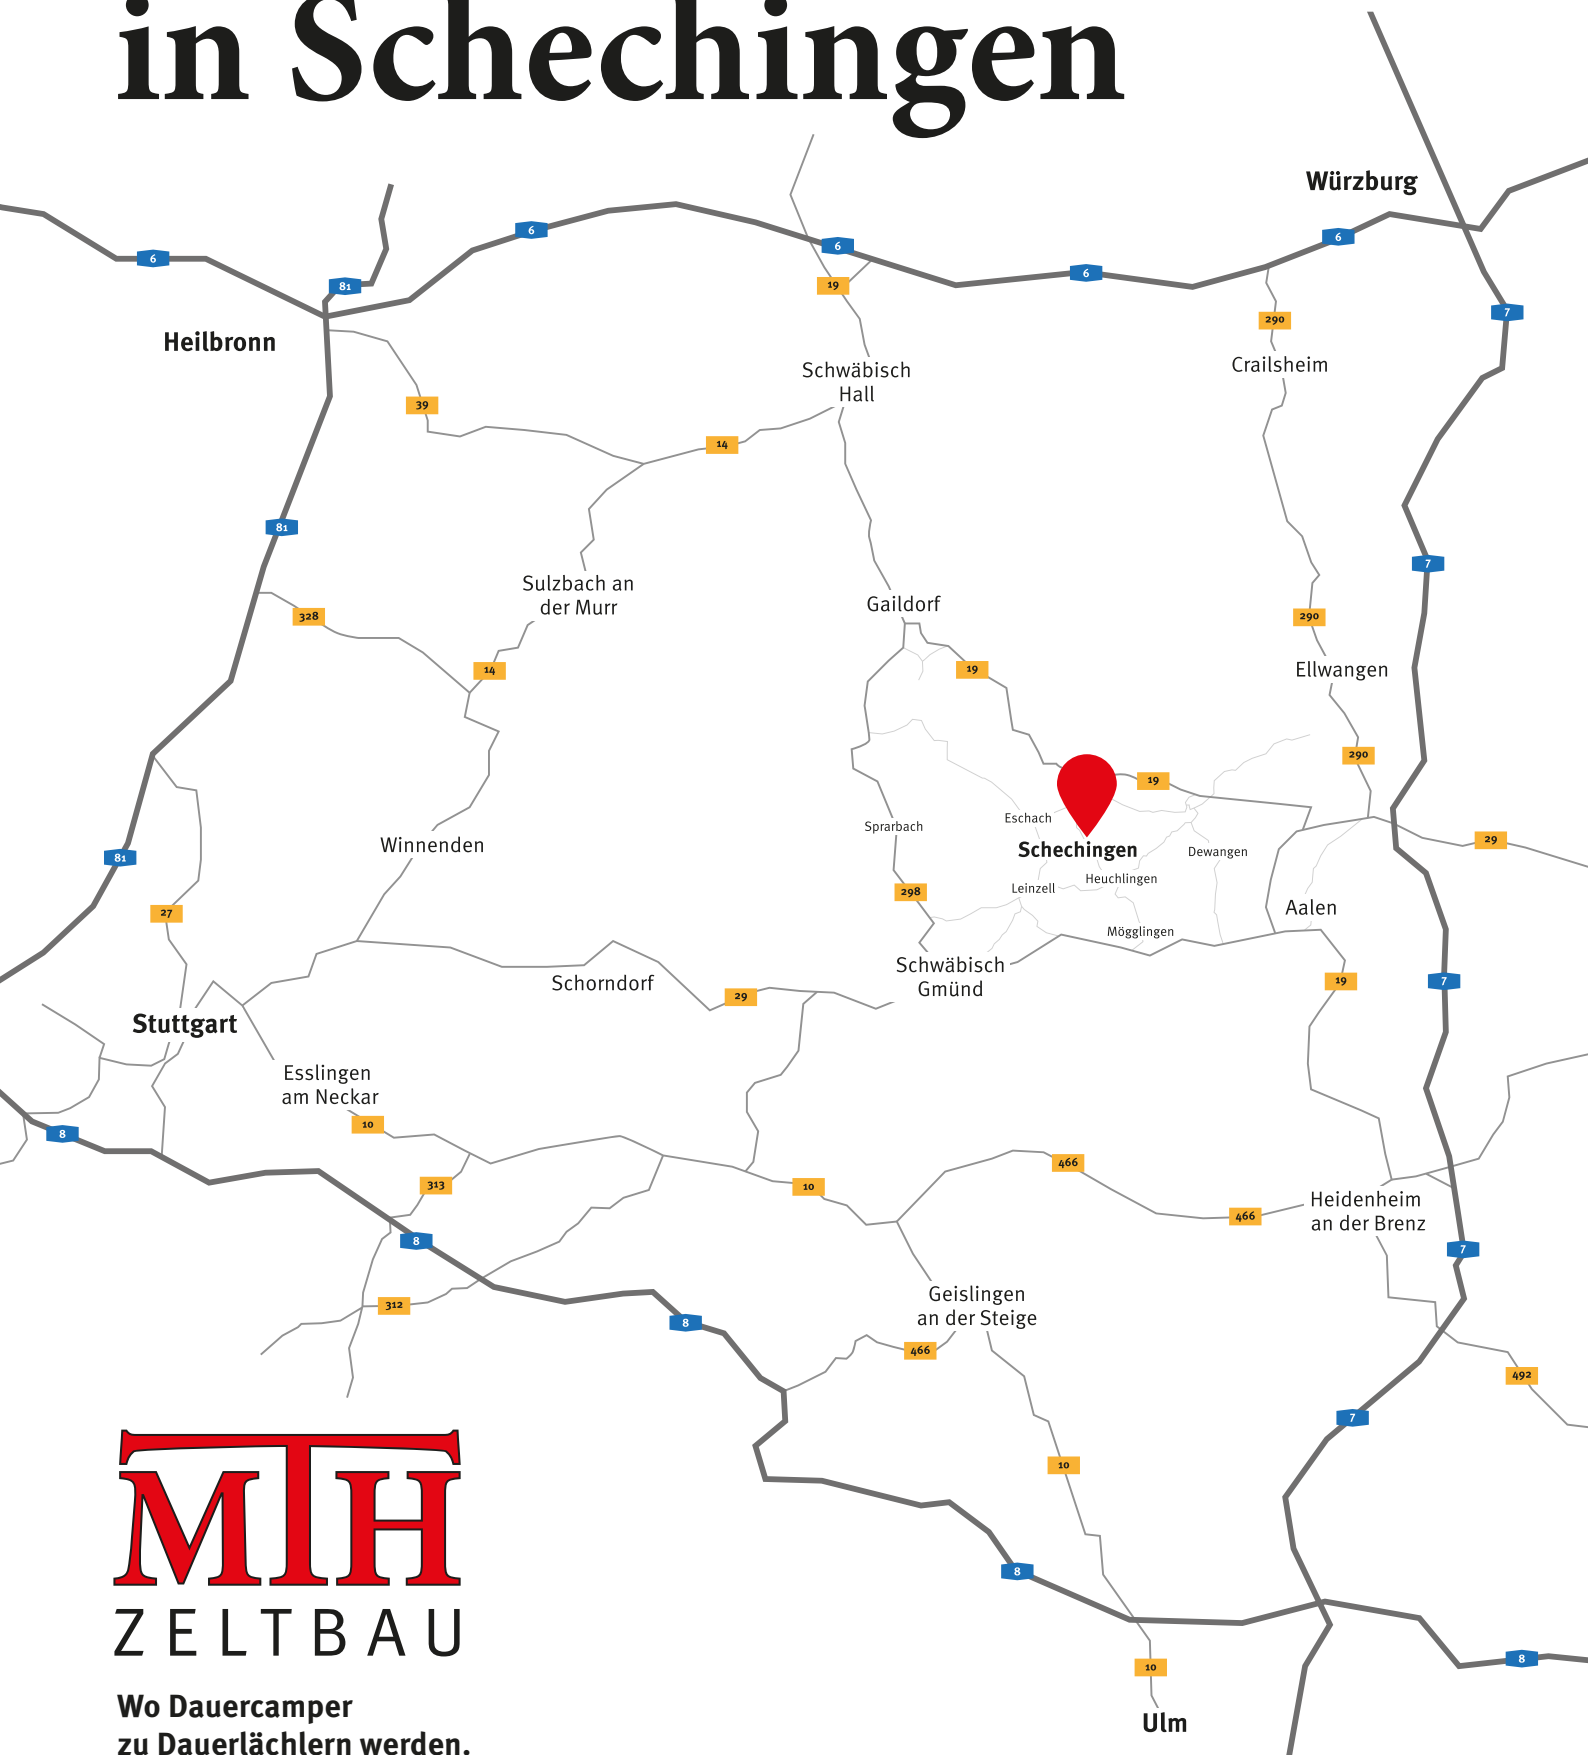 in Schechingen
Würzburg
6
6
6
6
6
81
19
290
7
Heilbronn
Schwäbisch
Hall
Crailsheim
39
14
81
7
Sulzbach an
der Murr
Gaildorf
328
290
14
19
Ellwangen
290
19
Eschach
Sprarbach
Schechingen
Dewangen
29
Winnenden
81
Heuchlingen
Leinzell
298
Aalen
27
Mögglingen
Schwäbisch
Gmünd
Schorndorf
29
19
7
Stuttgart
Esslingen
am Neckar
10
8
466
313
10
Heidenheim
an der Brenz
466
8
7
Geislingen
an der Steige
312
8
466
492
7
10
MTH
ZELTBAU
8
8
10
Wo Dauercamper
zu Dauerlächlern werden.
Ulm